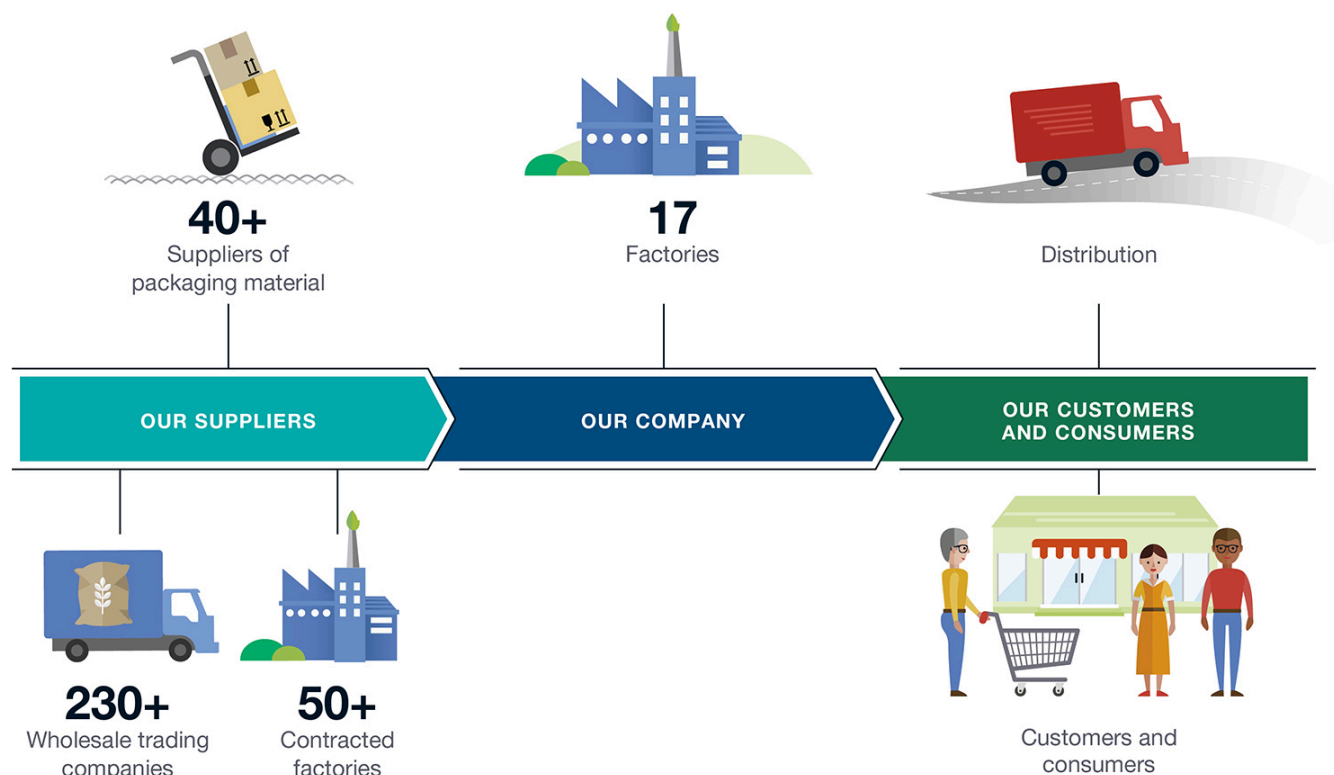 40+
Suppliers of
packaging material
17
Factories
Distribution
OUR SUPPLIERS
OUR COMPANY
OUR CUSTOMERS
AND CONSUMERS
230+
Wholesale trading
companies
50+
Contracted
factories
Customers and
consumers